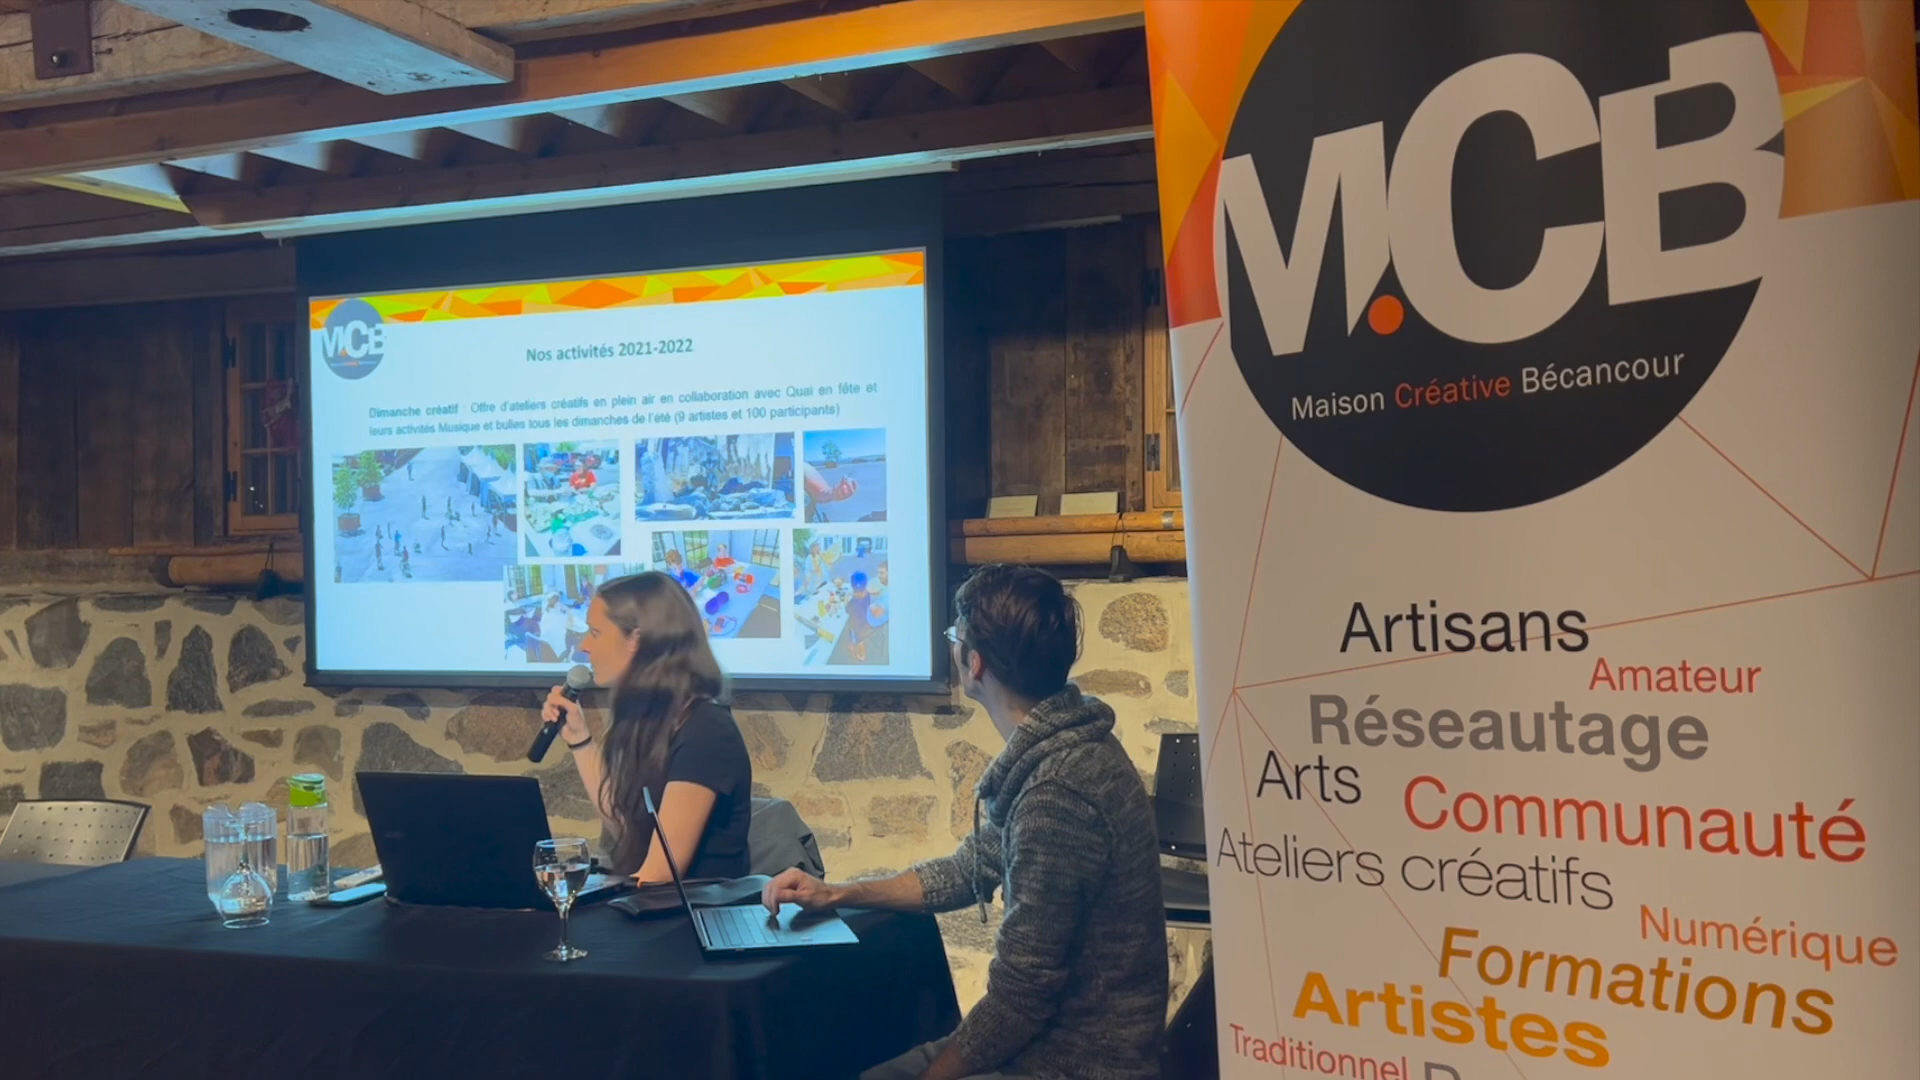 MCB
Nos activités 2021-2022
Dimanche créatif : Offre d'ateliers créatifs en plein air en collaboration avec Quai en fête et
leurs activités Musique et bulles tous les dimanches de l'été (9 artistes et 100 participants)
M.CB
Maison Créative Bécancour
Artisans
Amateur
Réseautage
Arts
Communauté
Ateliers créatifs
Numérique
Formations
Artistes
Traditionnel